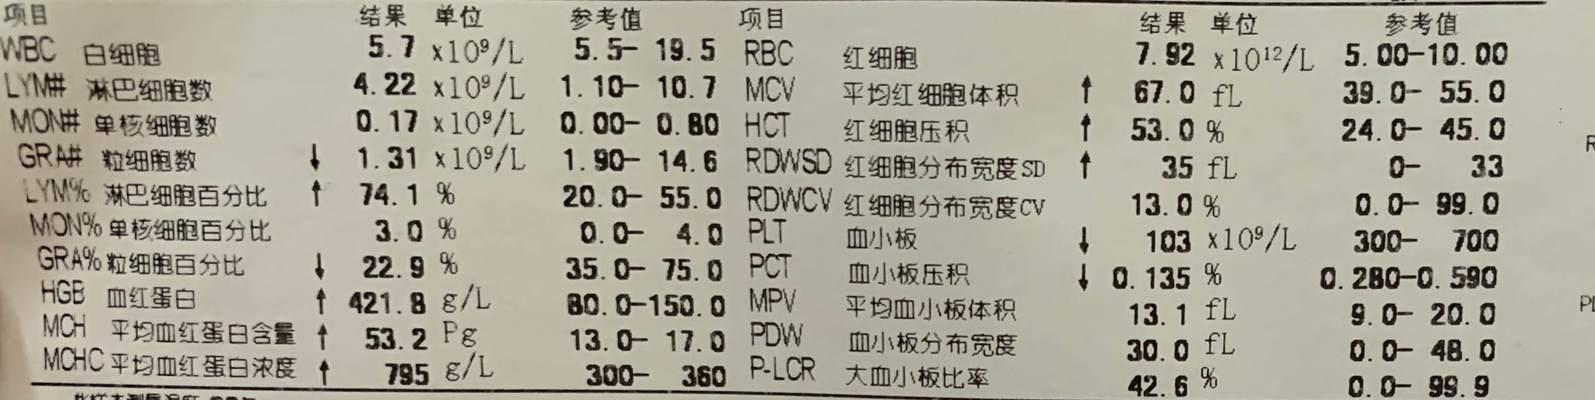 项目 结果 单位 参考值 项目 结果 单位 参考值
WBC 白细胞 5.7 x10⁹/L 5.5- 19.5 RBC 红细胞 7.92 x10¹²/L 5.00-10.00
LYM# 淋巴细胞数 4.22 x10⁹/L 1.10- 10.7 MCV 平均红细胞体积 ↑ 67.0 fL 39.0- 55.0
MON# 单核细胞数 0.17 x10⁹/L 0.00- 0.80 HCT 红细胞压积 ↑ 53.0 % 24.0- 45.0
GRA# 粒细胞数 ↓ 1.31 x10⁹/L 1.90- 14.6 RDWSD 红细胞分布宽度SD ↑ 35 fL 0- 33
LYM% 淋巴细胞百分比 ↑ 74.1 % 20.0- 55.0 RDWCV 红细胞分布宽度CV 13.0 % 0.0- 99.0
MON% 单核细胞百分比 3.0 % 0.0- 4.0 PLT 血小板 ↓ 103 x10⁹/L 300- 700
GRA% 粒细胞百分比 ↓ 22.9 % 35.0- 75.0 PCT 血小板压积 ↓ 0.135 % 0.280-0.590
HGB 血红蛋白 ↑ 421.8 g/L 80.0-150.0 MPV 平均血小板体积 13.1 fL 9.0- 20.0
MCH 平均血红蛋白含量 ↑ 53.2 Pg 13.0- 17.0 PDW 血小板分布宽度 30.0 fL 0.0- 48.0
MCHC 平均血红蛋白浓度 ↑ 795 g/L 300- 360 P-LCR 大血小板比率 42.6 % 0.0- 99.9